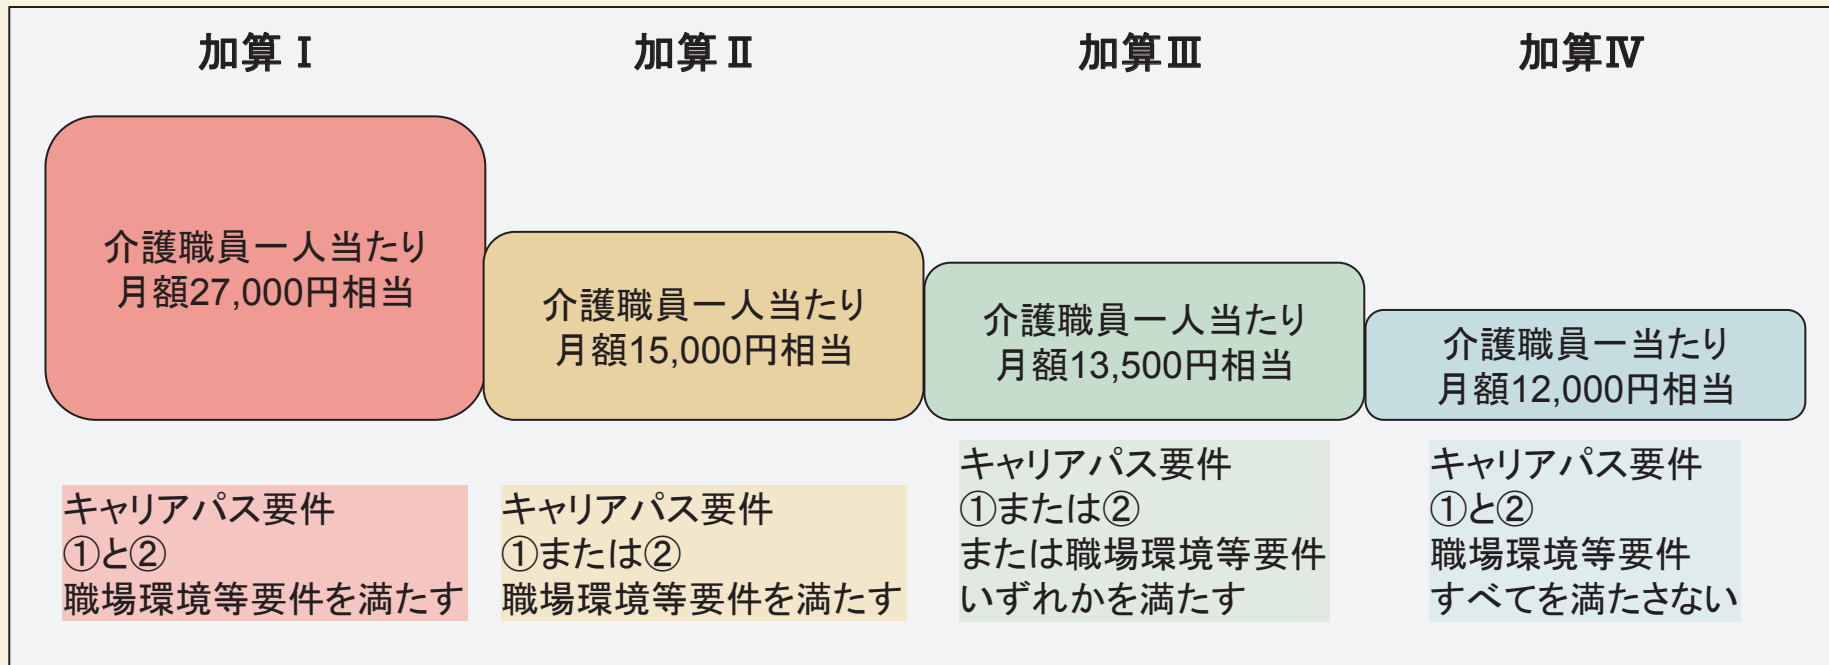 加算Ⅰ
介護職員一人当たり
月額27,000円相当
キャリアパス要件
①と②
職場環境等要件を満たす
加算Ⅱ
介護職員一人当たり
月額15,000円相当
キャリアパス要件
①または②
職場環境等要件を満たす
加算Ⅲ
介護職員一人当たり
月額13,500円相当
キャリアパス要件
①または②
または職場環境等要件
いずれかを満たす
加算Ⅳ
介護職員一当たり
月額12,000円相当
キャリアパス要件
①と②
職場環境等要件
すべてを満たさない